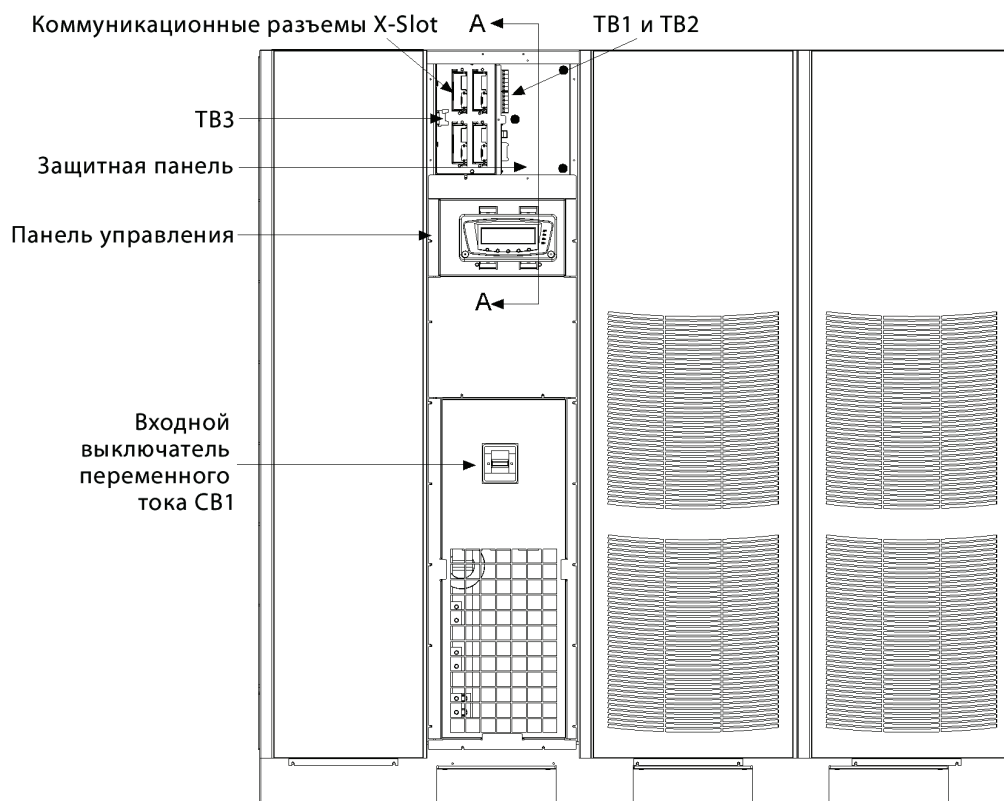 Коммуникационные разъемы X-Slot
A
TB1 и TB2
TB3
Защитная панель
Панель управления
A
Входной
выключатель
переменного
тока CB1